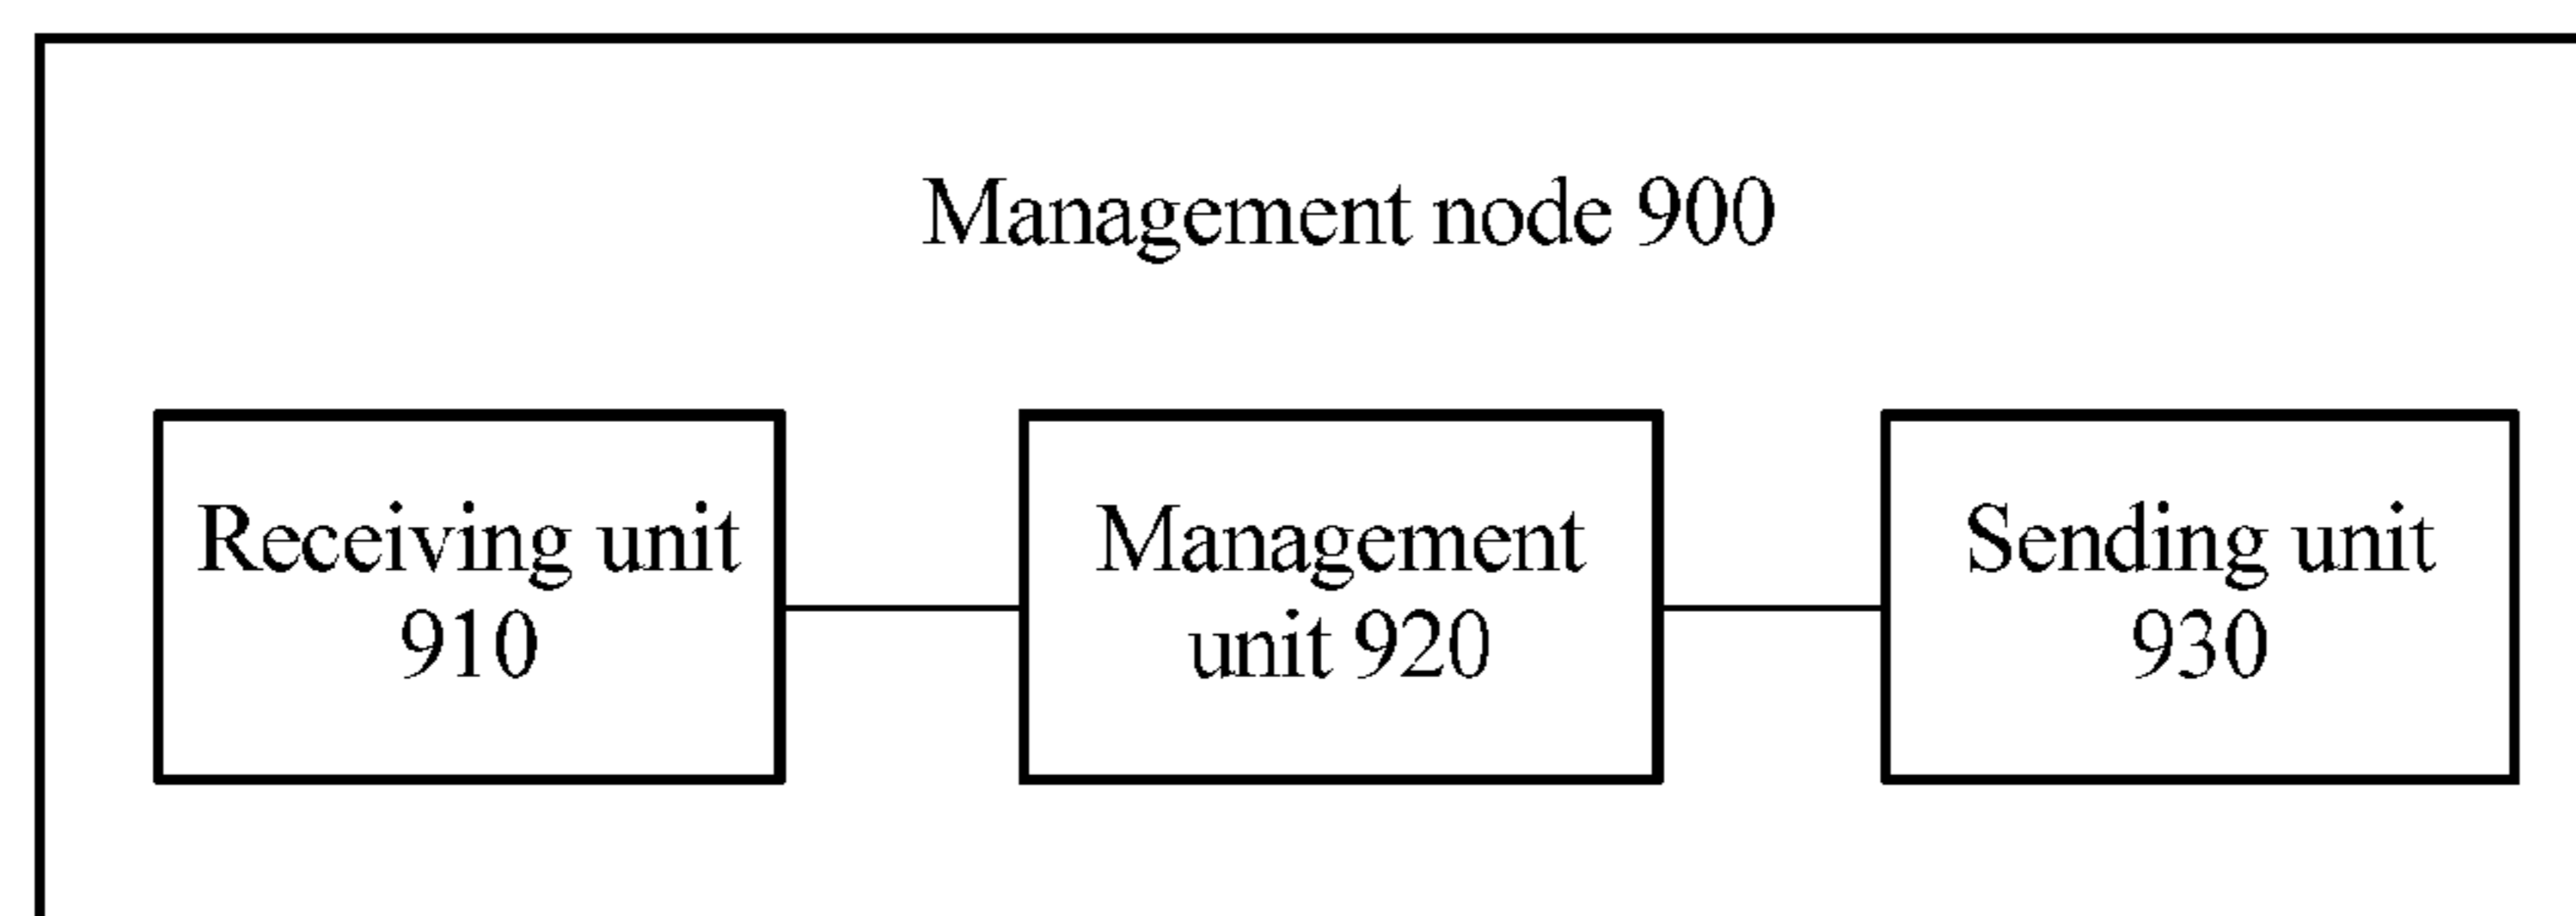 Management node 900
Receiving unit
910
Management
unit 920
Sending unit
930